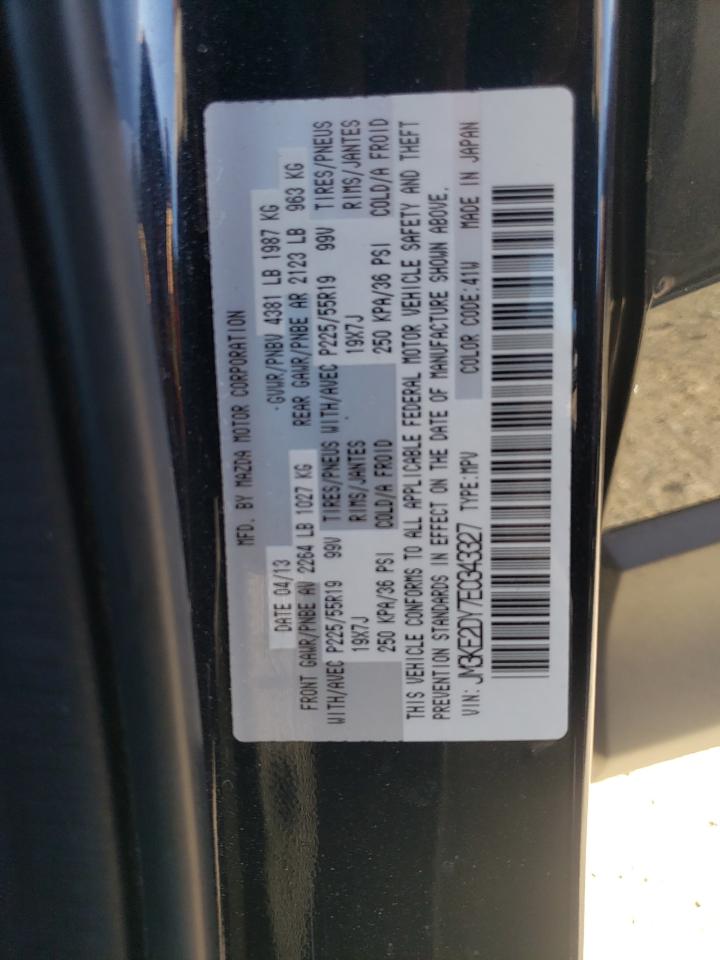 MFD. BY MAZDA MOTOR CORPORATION
DATE 04/13 GVWR/PNBV 4381 LB 1987 KG
FRONT GAWR/PNBE AV 2264 LB 1027 KG REAR GAWR/PNBE AR 2123 LB 963 KG
WITH/AVEC P225/55R19 99V TIRES/PNEUS WITH/AVEC P225/55R19 99V TIRES/PNEUS
19X7J RIMS/JANTES 19X7J RIMS/JANTES
250 KPA/36 PSI COLD/A FROID 250 KPA/36 PSI COLD/A FROID
THIS VEHICLE CONFORMS TO ALL APPLICABLE FEDERAL MOTOR VEHICLE SAFETY AND THEFT
PREVENTION STANDARDS IN EFFECT ON THE DATE OF MANUFACTURE SHOWN ABOVE.
VIN: JM3KE2DY7E0343327 TYPE:MPV COLOR CODE:41W MADE IN JAPAN